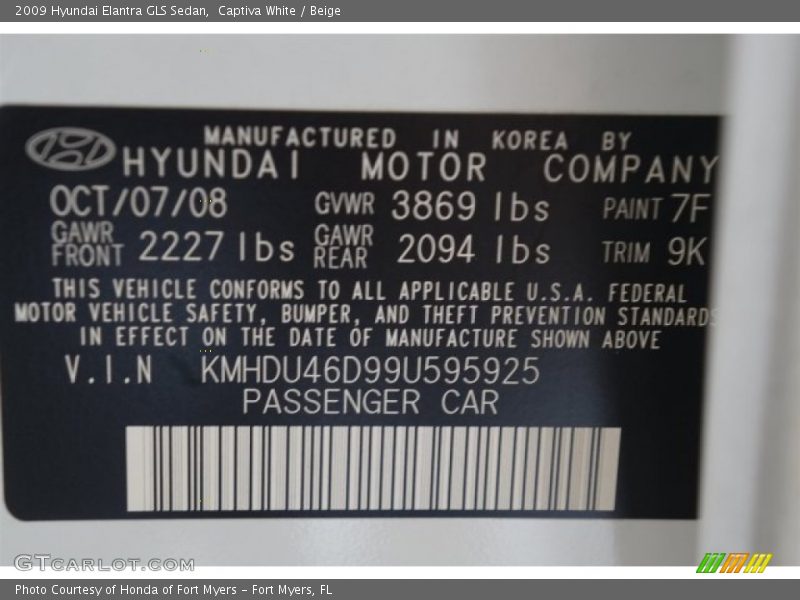 2009 Hyundai Elantra GLS Sedan,  Captiva White / Beige
MANUFACTURED IN KOREA BY
HYUNDAI MOTOR COMPANY
OCT/07/08 GVWR 3869 lbs PAINT 7F
GAWR FRONT 2227 lbs GAWR REAR 2094 lbs TRIM 9K
THIS VEHICLE CONFORMS TO ALL APPLICABLE U.S.A. FEDERAL
MOTOR VEHICLE SAFETY, BUMPER, AND THEFT PREVENTION STANDARDS
IN EFFECT ON THE DATE OF MANUFACTURE SHOWN ABOVE
V.I.N KMHDU46D99U595925
PASSENGER CAR
GTCARLOT.COM
Photo Courtesy of Honda of Fort Myers - Fort Myers, FL